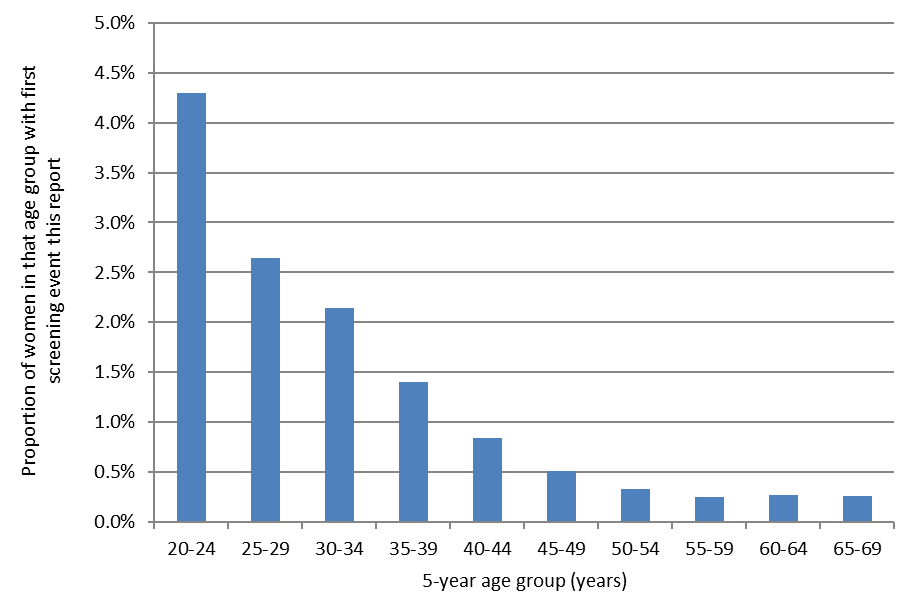 5.0%
4.5%
4.0%
3.5%
3.0%
2.5%
2.0%
1.5%
1.0%
0.5%
0.0%
Proportion of women in that age group with first
screening event this report
20-24 25-29 30-34 35-39 40-44 45-49 50-54 55-59 60-64 65-69
5-year age group (years)